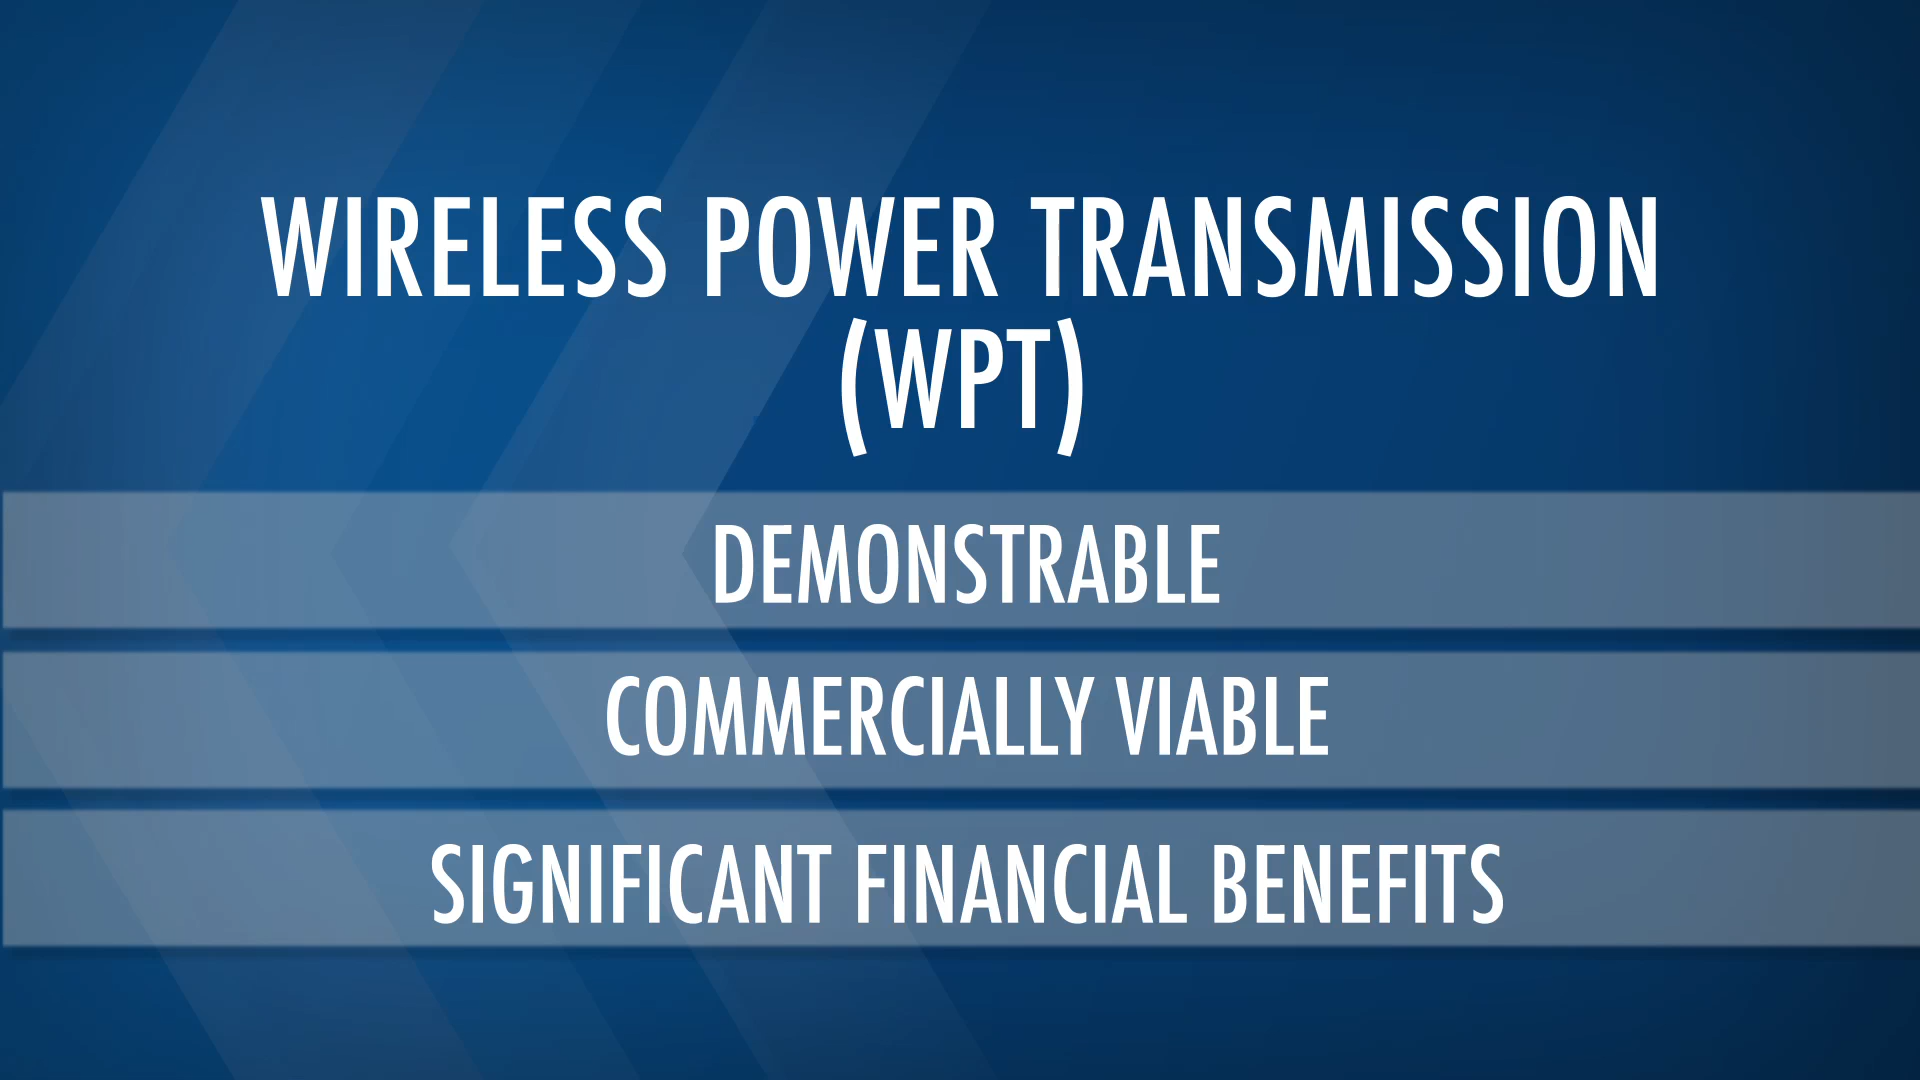 WIRELESS POWER TRANSMISSION
(WPT)
DEMONSTRABLE
COMMERCIALLY VIABLE
SIGNIFICANT FINANCIAL BENEFITS